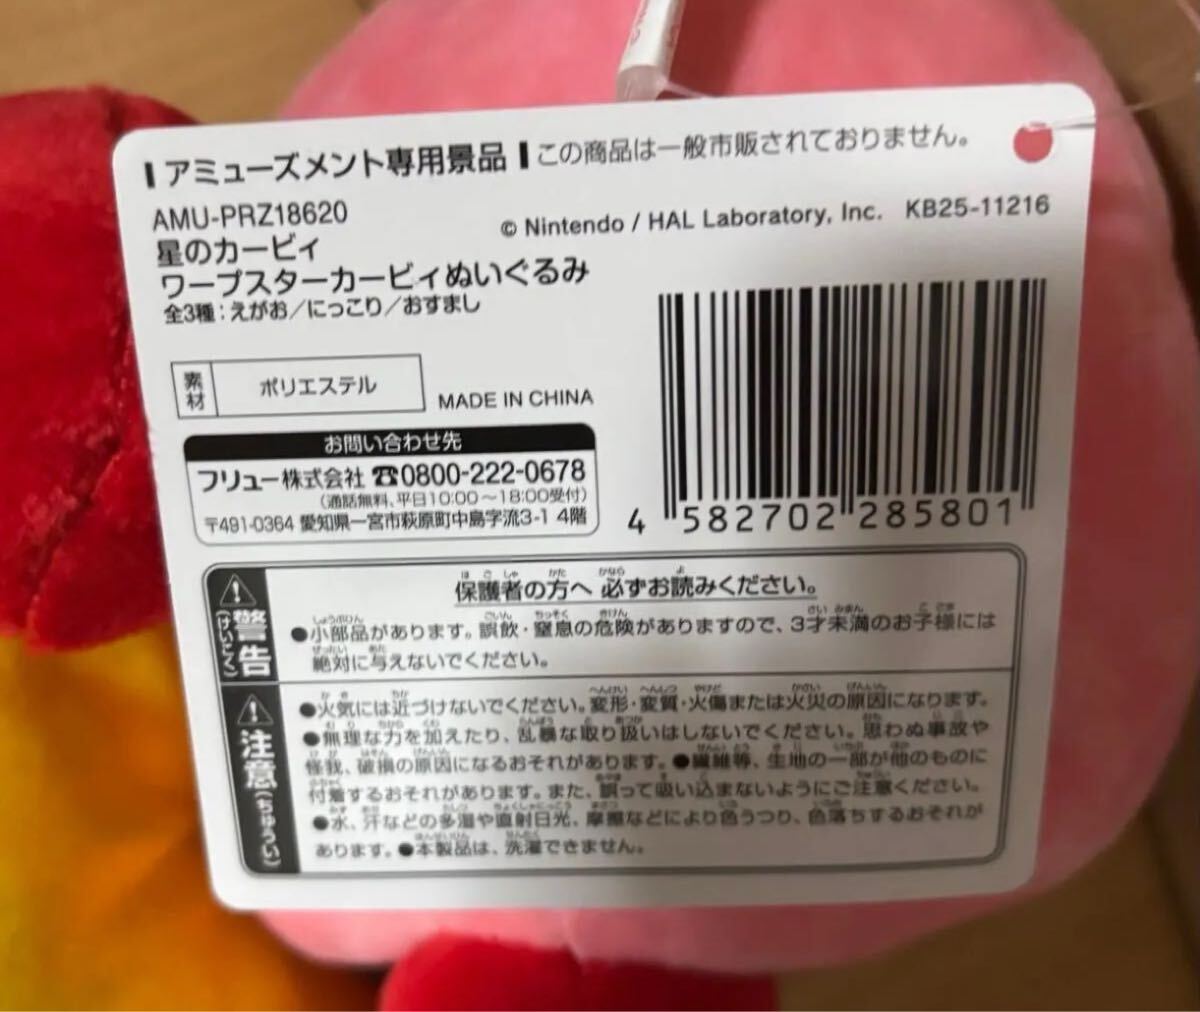 アミューズメント専用景品 この商品は一般市販されておりません。
AMU-PRZ18620
© Nintendo / HAL Laboratory, Inc. KB25-11216
星のカービィ
ワープスターカービィぬいぐるみ
全3種：えがお／にっこり／おすまし
素材 ポリエステル
MADE IN CHINA
お問い合わせ先
フリュー株式会社 ☎0800-222-0678
（通話無料、平日10:00～18:00受付）
〒491-0364 愛知県一宮市萩原町中島字流3-1 4階
4 582702 285801
警告（けいこく）
保護者の方へ 必ずお読みください。
●小部品があります。誤飲・窒息の危険がありますので、3才未満のお子様には
絶対に与えないでください。
注意（ちゅうい）
●火気には近づけないでください。変形・変質・火傷または火災の原因になります。
●無理な力を加えたり、乱暴な取り扱いはしないでください。思わぬ事故や
怪我、破損の原因になるおそれがあります。●繊維等、生地の一部が他のものに
付着するおそれがあります。また、誤って吸い込まないようにご注意ください。
●水、汗などの多湿や直射日光、摩擦などにより色うつり、色落ちするおそれが
あります。●本製品は、洗濯できません。